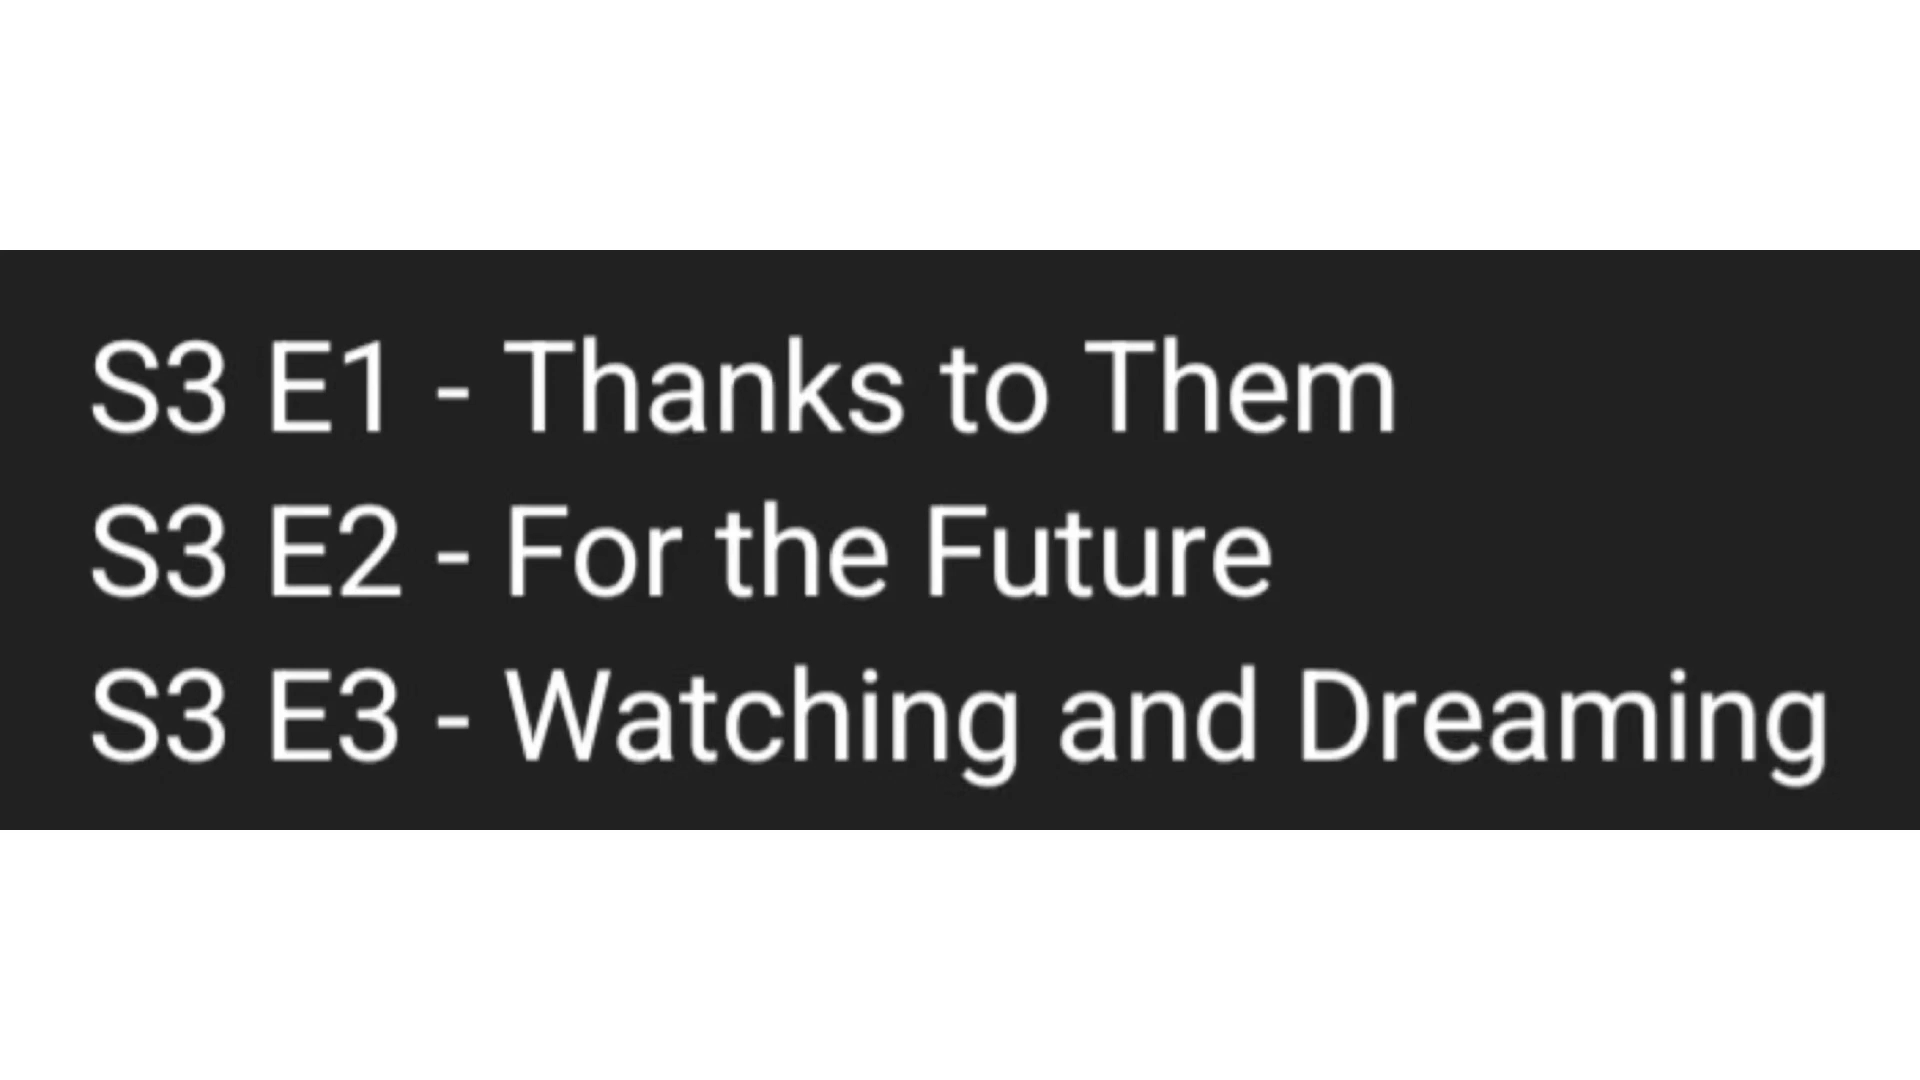 S3 E1 - Thanks to Them
S3 E2 - For the Future
S3 E3 - Watching and Dreaming